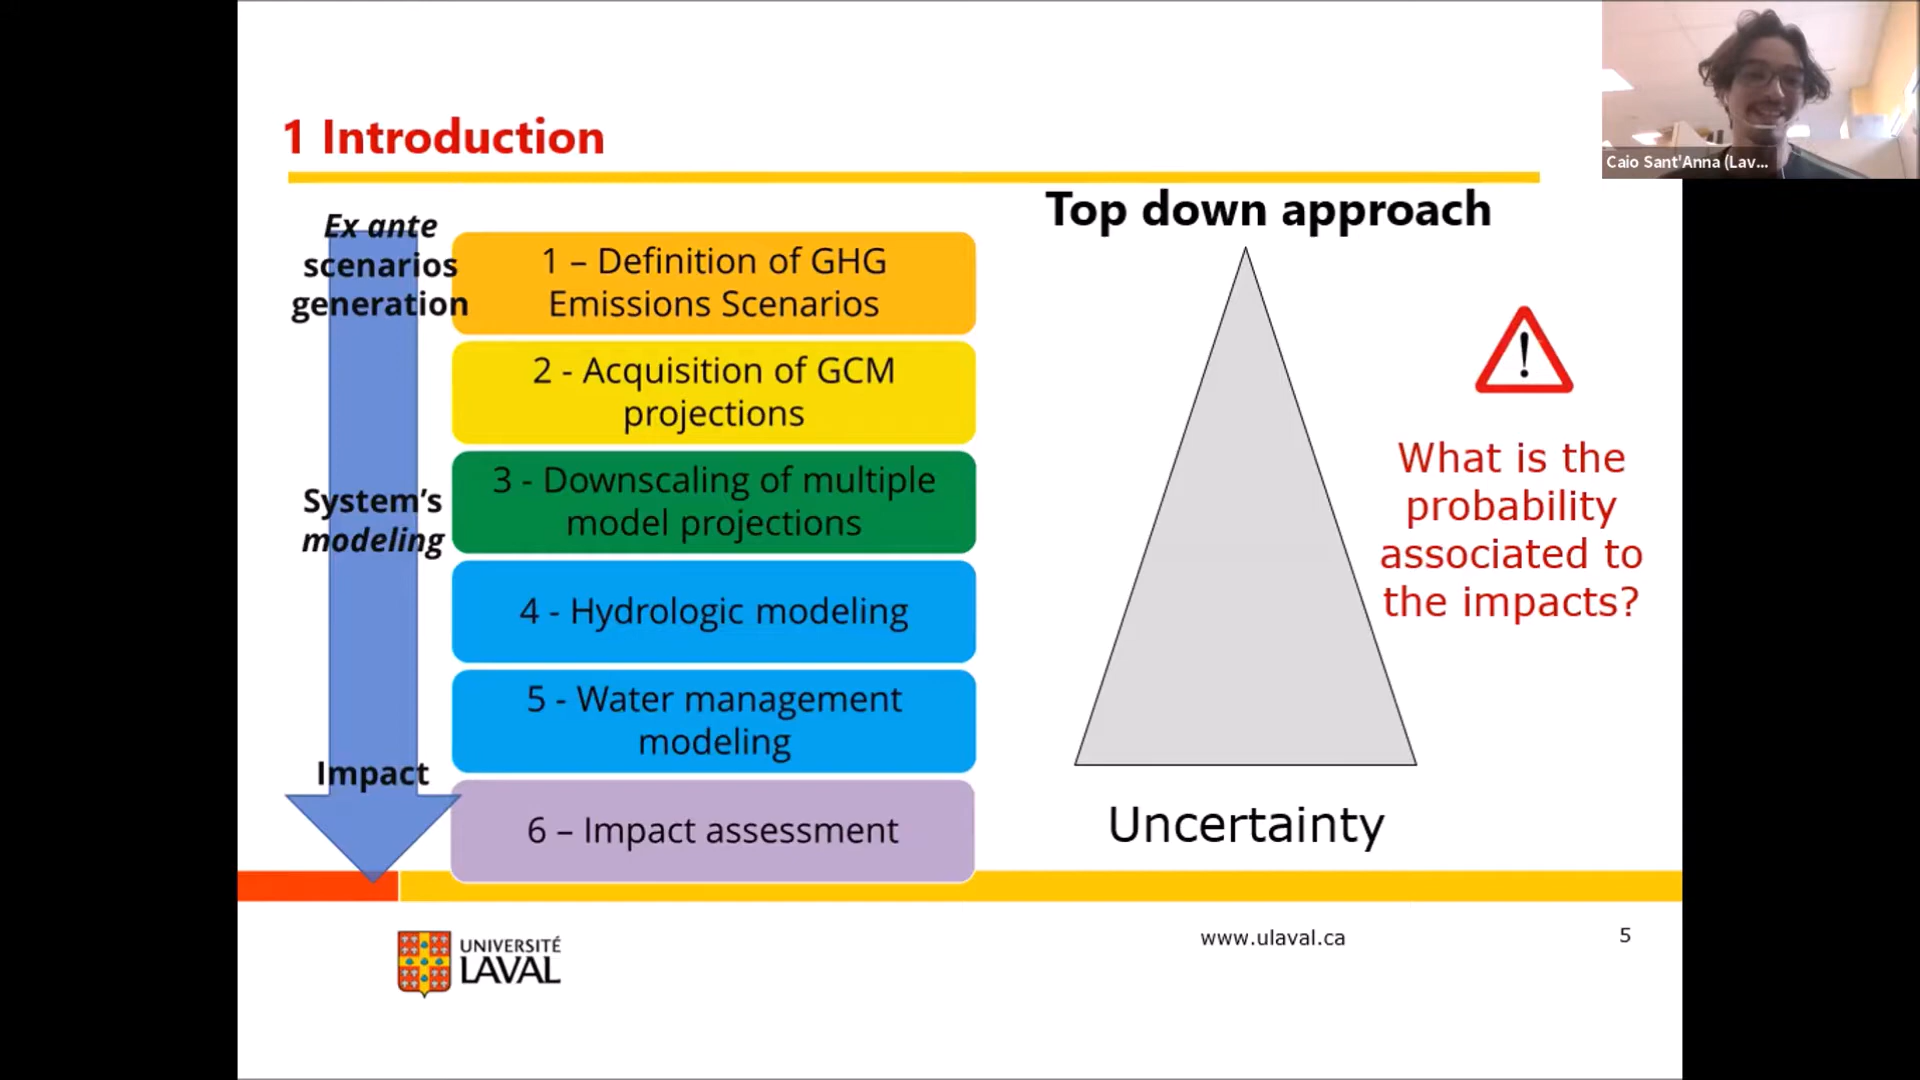 1 Introduction
Caio Sant'Anna (Lav...
Top down approach
Ex ante
scenarios
generation
1 – Definition of GHG
Emissions Scenarios
2 - Acquisition of GCM
projections
System's
modeling
3 - Downscaling of multiple
model projections
4 - Hydrologic modeling
5 - Water management
modeling
Impact
6 – Impact assessment
!
What is the
probability
associated to
the impacts?
Uncertainty
UNIVERSITÉ
LAVAL
www.ulaval.ca
5